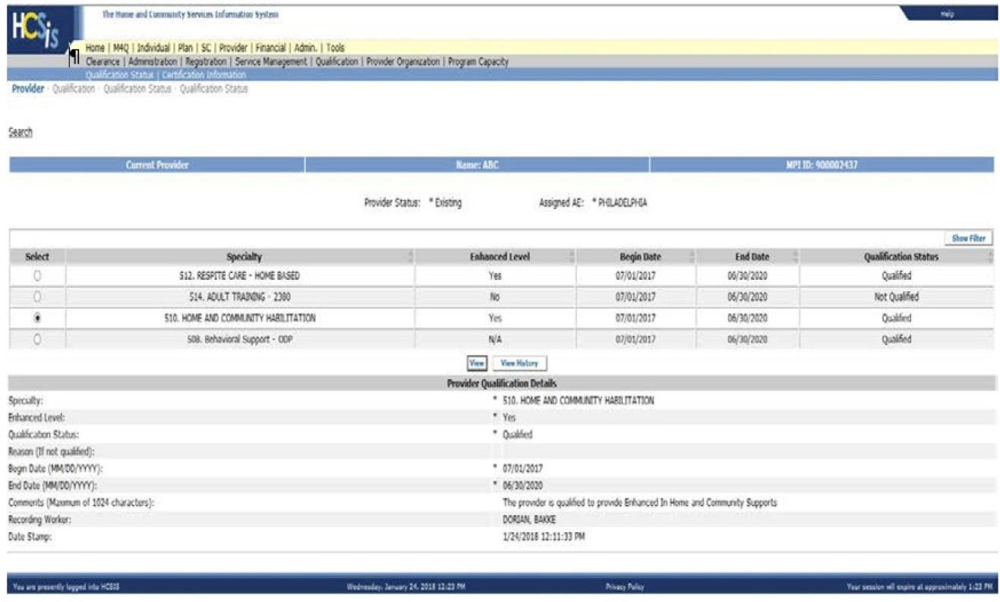 HCSis
The Home and Community Services Information System
Help
Home | M4Q | Individual | Plan | SC | Provider | Financial | Admin. | Tools
¶
Clearance | Administration | Registration | Service Management | Qualification | Provider Organization | Program Capacity
Qualification Status | Certification Information
Provider · Qualification · Qualification Status · Qualification Status
Search
Current Provider Name: ABC MPI ID: 900002437
Provider Status: * Existing Assigned AE: * PHILADELPHIA
Show Filter
Select Specialty Enhanced Level Begin Date End Date Qualification Status
512. RESPITE CARE - HOME BASED Yes 07/01/2017 06/30/2020 Qualified
514. ADULT TRAINING - 2380 No 07/01/2017 06/30/2020 Not Qualified
510. HOME AND COMMUNITY HABILITATION Yes 07/01/2017 06/30/2020 Qualified
508. Behavioral Support - ODP N/A 07/01/2017 06/30/2020 Qualified
View View History
Provider Qualification Details
Specialty: * 510. HOME AND COMMUNITY HABILITATION
Enhanced Level: * Yes
Qualification Status: * Qualified
Reason (If not qualified):
Begin Date (MM/DD/YYYY): * 07/01/2017
End Date (MM/DD/YYYY): * 06/30/2020
Comments (Maximum of 1024 characters): The provider is qualified to provide Enhanced In Home and Community Supports
Recording Worker: DORIAN, BAKKE
Date Stamp: 1/24/2018 12:11:33 PM
You are presently logged into HCSIS Wednesday, January 24, 2018 12:23 PM Privacy Policy Your session will expire at approximately 1:23 PM